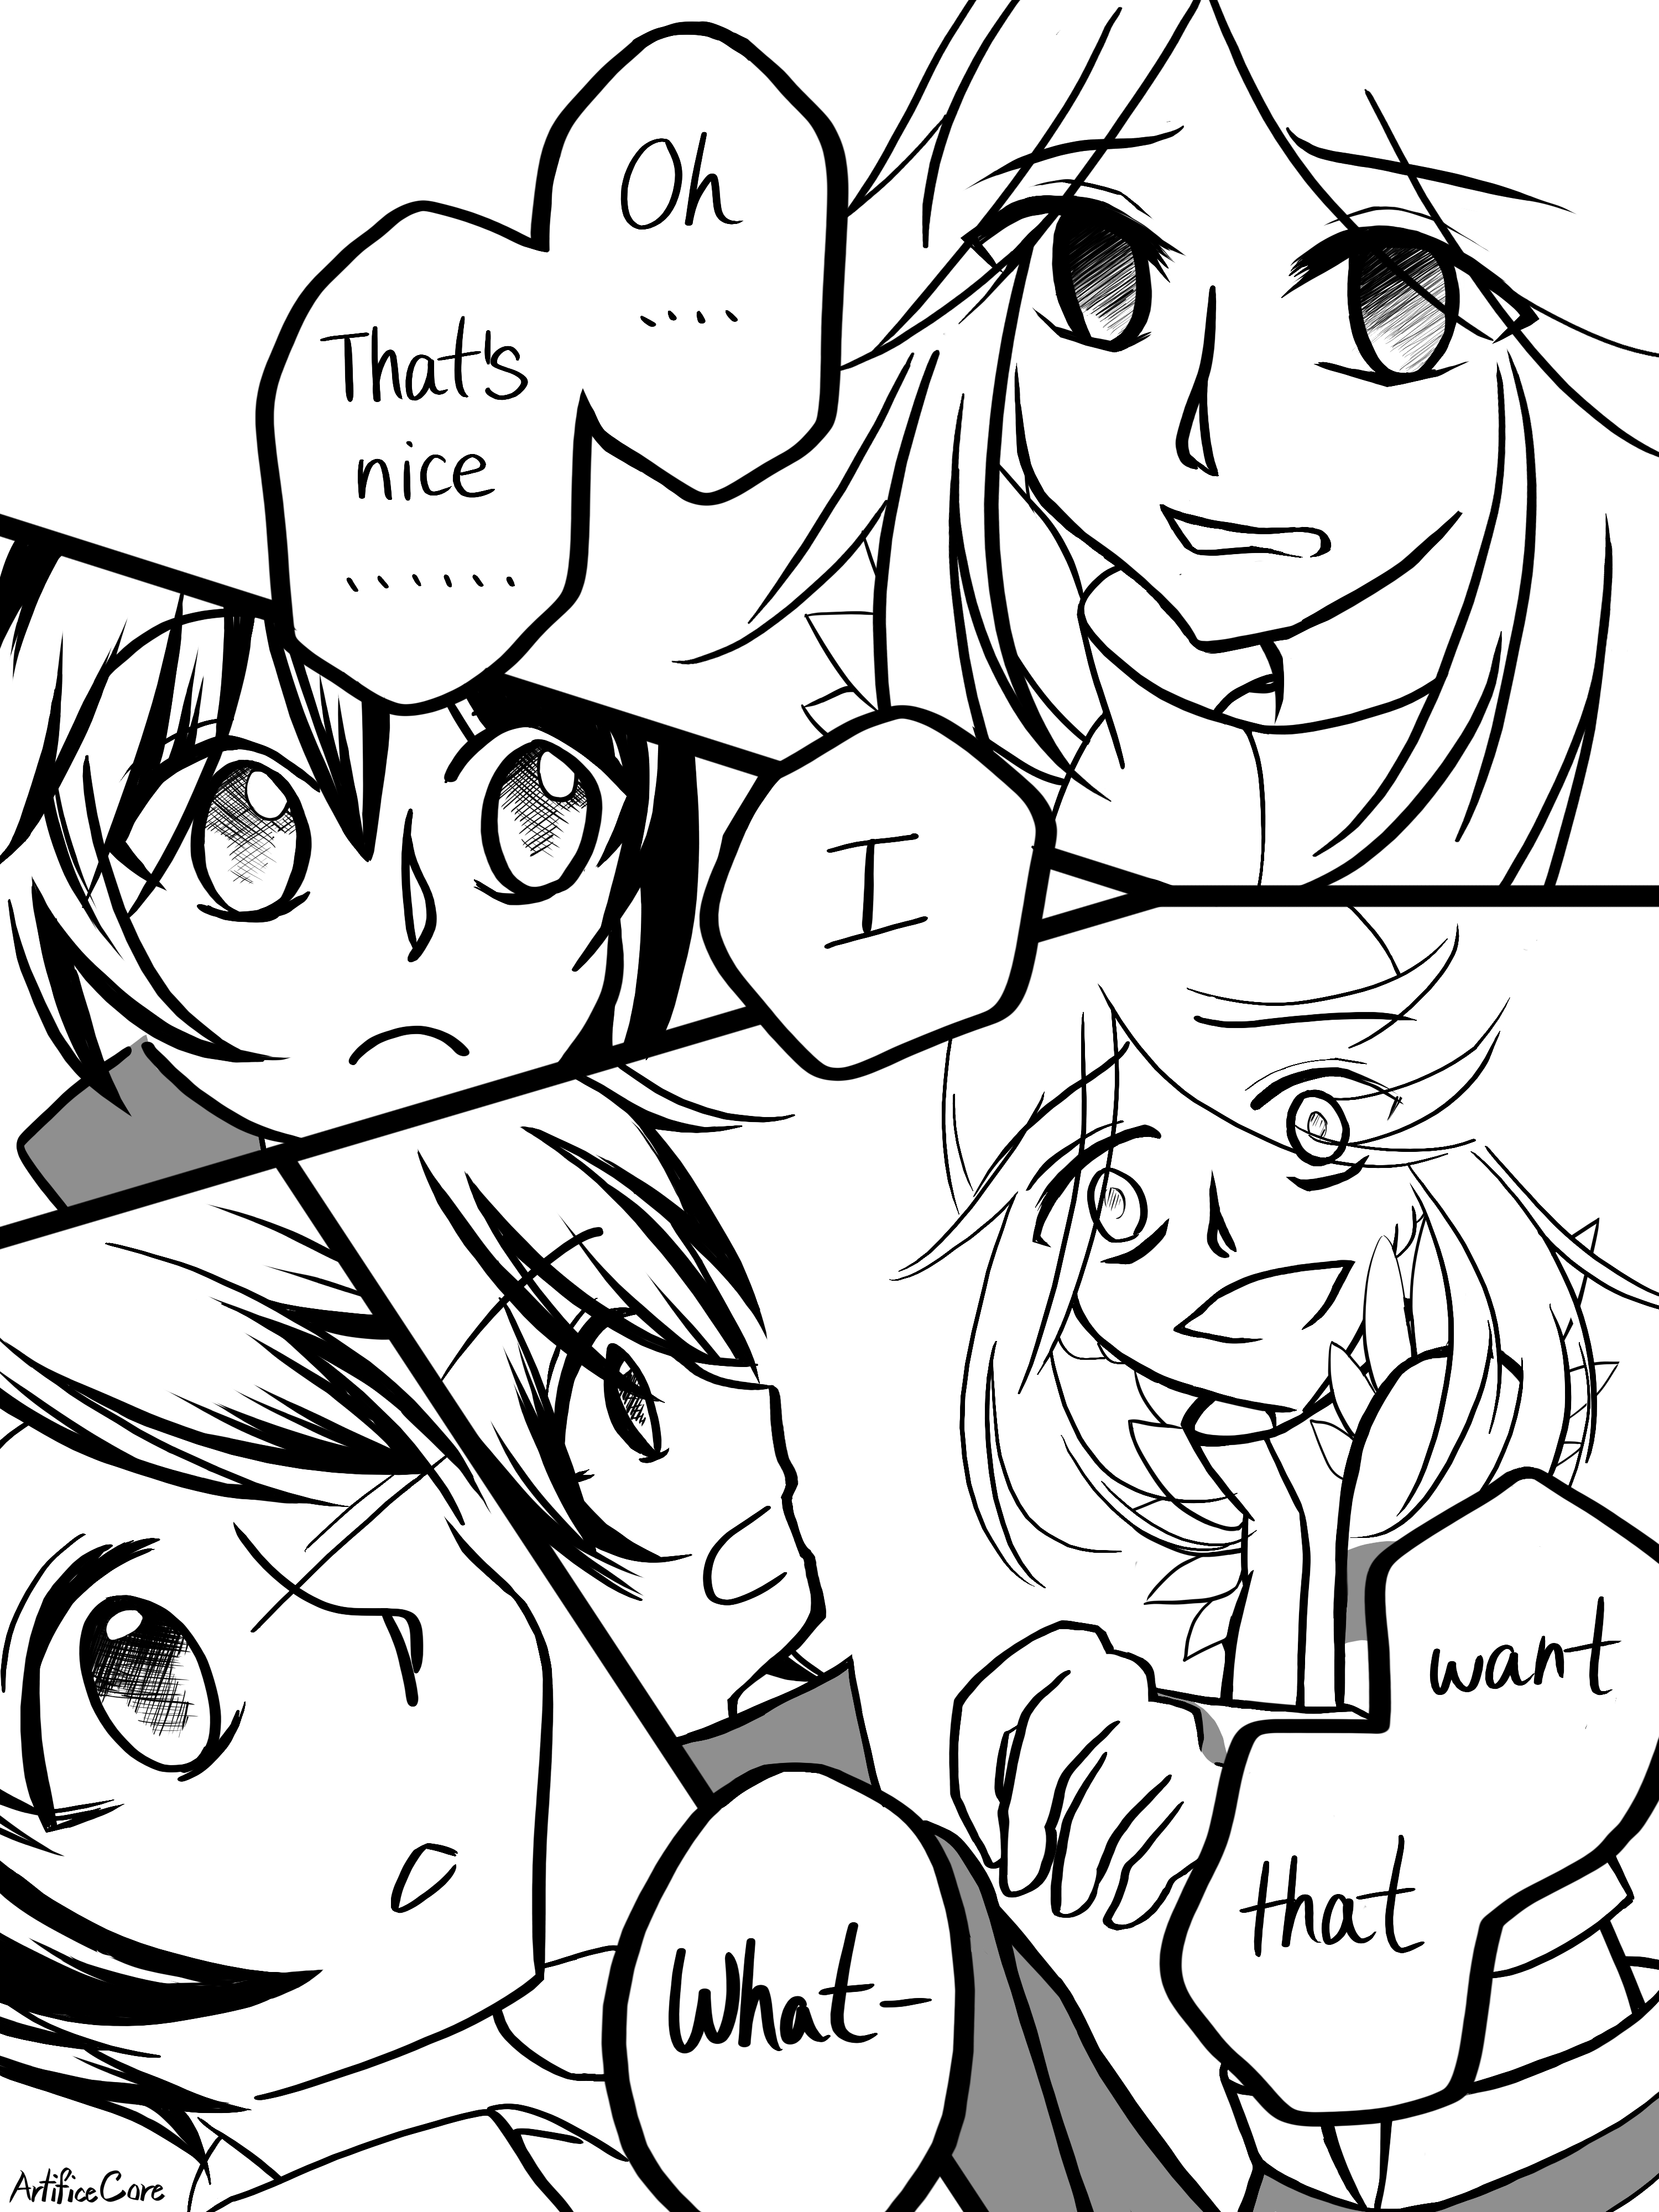 Oh
....
That's
nice
......
I
want
that
What-
ArtificeCore